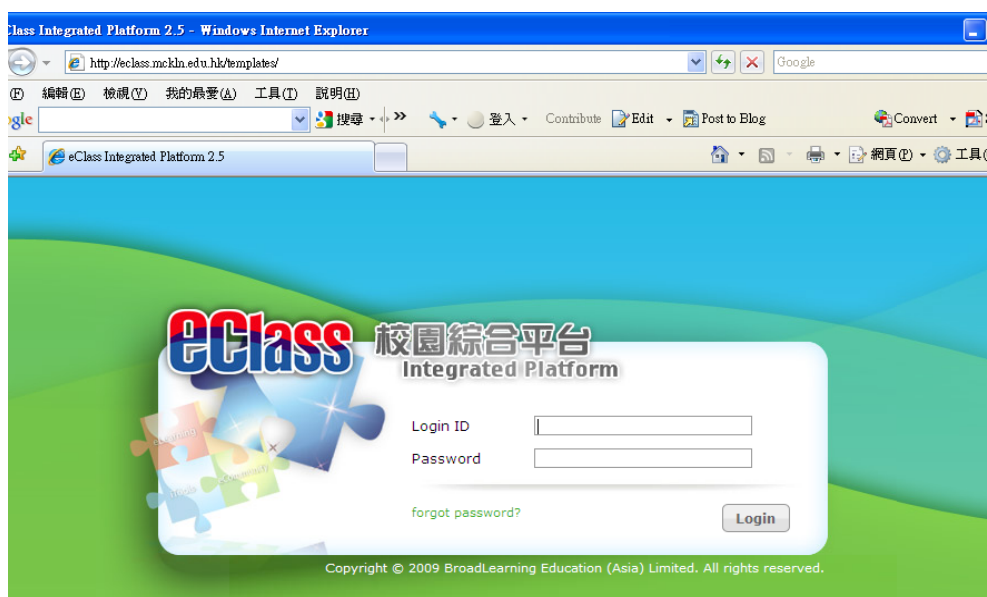 Class Integrated Platform 2.5 - Windows Internet Explorer
http://eclass.mckln.edu.hk/templates/
Google
(F) 編輯(E) 檢視(V) 我的最愛(A) 工具(T) 說明(H)
ogle 搜尋 登入 Contribute Edit Post to Blog Convert
eClass Integrated Platform 2.5
網頁(P) 工具(
eClass 校園綜合平台
Integrated Platform
eLearning
eCommunity
Login ID
Password
forgot password?
Login
Copyright © 2009 BroadLearning Education (Asia) Limited. All rights reserved.